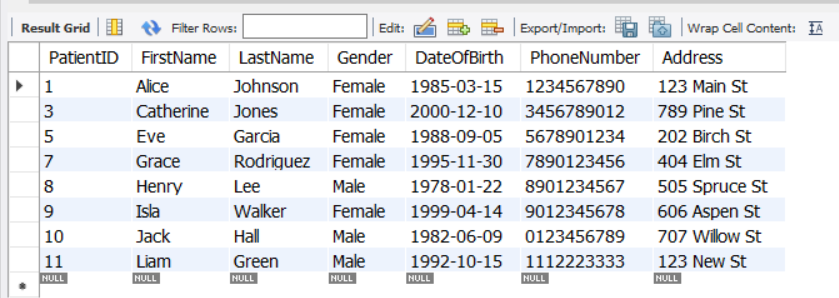 Result Grid Filter Rows: Edit: Export/Import: Wrap Cell Content: IA
PatientID FirstName LastName Gender DateOfBirth PhoneNumber Address
1 Alice Johnson Female 1985-03-15 1234567890 123 Main St
3 Catherine Jones Female 2000-12-10 3456789012 789 Pine St
5 Eve Garcia Female 1988-09-05 5678901234 202 Birch St
7 Grace Rodriguez Female 1995-11-30 7890123456 404 Elm St
8 Henry Lee Male 1978-01-22 8901234567 505 Spruce St
9 Isla Walker Female 1999-04-14 9012345678 606 Aspen St
10 Jack Hall Male 1982-06-09 0123456789 707 Willow St
11 Liam Green Male 1992-10-15 1112223333 123 New St
NULL NULL NULL NULL NULL NULL NULL